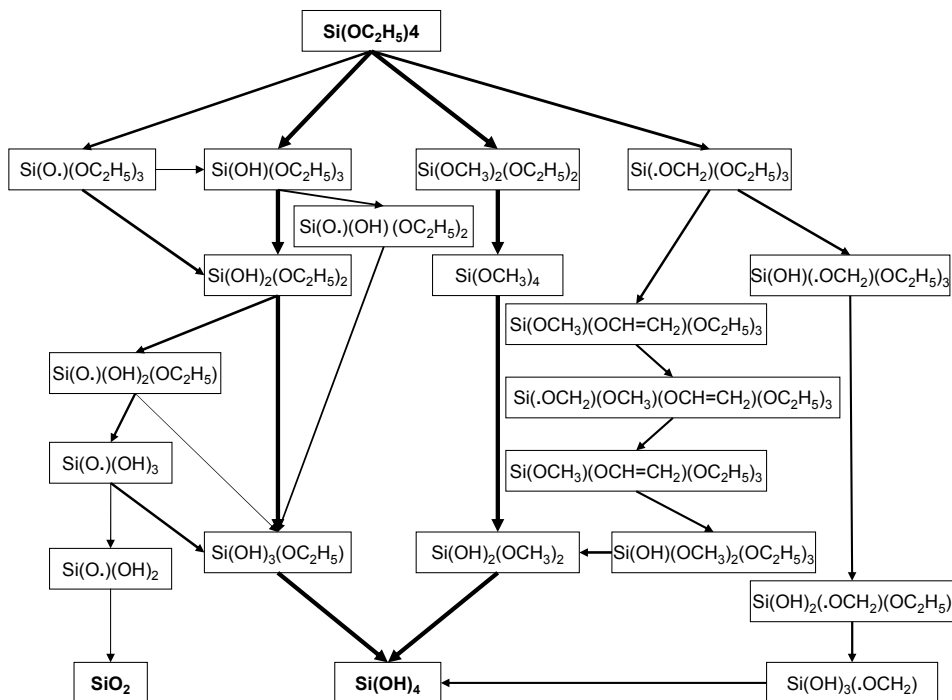 Si(OC₂H₅)4
Si(O.)(OC₂H₅)₃
Si(OH)(OC₂H₅)₃
Si(OCH₃)₂(OC₂H₅)₂
Si(.OCH₂)(OC₂H₅)₃
Si(O.)(OH)(OC₂H₅)₂
Si(OH)₂(OC₂H₅)₂
Si(OCH₃)₄
Si(OH)(.OCH₂)(OC₂H₅)₃
Si(OCH₃)(OCH=CH₂)(OC₂H₅)₃
Si(O.)(OH)₂(OC₂H₅)
Si(.OCH₂)(OCH₃)(OCH=CH₂)(OC₂H₅)₃
Si(O.)(OH)₃
Si(OCH₃)(OCH=CH₂)(OC₂H₅)₃
Si(OH)₃(OC₂H₅)
Si(OH)₂(OCH₃)₂
Si(OH)(OCH₃)₂(OC₂H₅)₃
Si(O.)(OH)₂
Si(OH)₂(.OCH₂)(OC₂H₅)
SiO₂
Si(OH)₄
Si(OH)₃(.OCH₂)